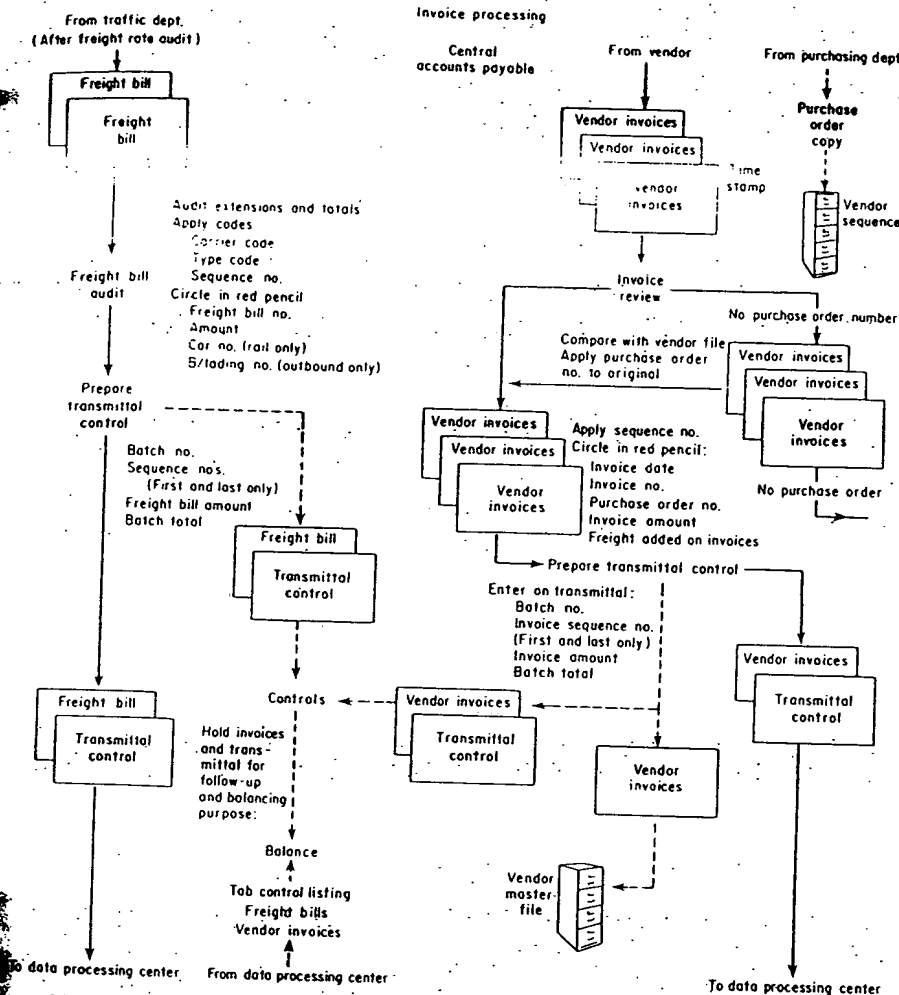 Invoice processing
From traffic dept.
(After freight rate audit)
Freight bill
Freight
bill
Audit extensions and totals
Apply codes
Carrier code
Type code
Sequence no.
Circle in red pencil
Freight bill no.
Amount
Car no. (rail only)
B/lading no. (outbound only)
Freight bill
audit
Prepare
transmittal
control
Batch no.
Sequence no's.
(First and last only)
Freight bill amount
Batch total
Freight bill
Transmittal
control
Freight bill
Transmittal
control
To data processing center
Controls
Hold invoices
and trans-
mittal for
follow-up
and balancing
purpose:
Balance
Tab control listing
Freight bills
Vendor invoices
From data processing center
Central
accounts payable
From vendor
Vendor invoices
Vendor invoices
Vendor
invoices
stamp
From purchasing dept
Purchase
order
copy
Vendor
sequence
Invoice
review
No purchase order number
Compare with vendor file
Apply purchase order
no. to original
Vendor invoices
Vendor invoices
Vendor
invoices
No purchase order
Vendor invoices
Vendor invoices
Vendor
invoices
Apply sequence no.
Circle in red pencil:
Invoice date
Invoice no.
Purchase order no.
Invoice amount
Freight added on invoices
Prepare transmittal control
Enter on transmittal:
Batch no.
Invoice sequence no.
(First and last only)
Invoice amount
Batch total
Vendor invoices
Transmittal
control
Vendor
invoices
Vendor
master-
file
Vendor invoices
Transmittal
control
To data processing center